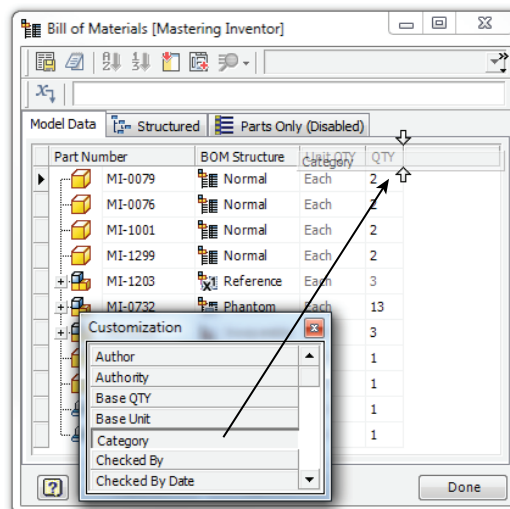 Bill of Materials [Mastering Inventor]
Model Data Structured Parts Only (Disabled)
Part Number BOM Structure Unit QTY QTY
Category
MI-0079 Normal Each 2
MI-0076 Normal Each 2
MI-1001 Normal Each 2
MI-1299 Normal Each 2
MI-1203 Reference Each 3
MI-0732 Phantom Each 13
3
1
1
1
1
Customization
Author
Authority
Base QTY
Base Unit
Category
Checked By
Checked By Date
Done